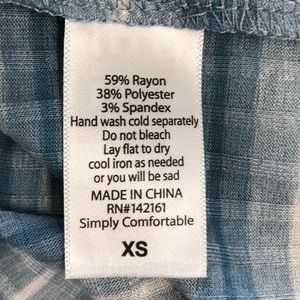 59% Rayon
38% Polyester
3% Spandex
Hand wash cold separately
Do not bleach
Lay flat to dry
cool iron as needed
or you will be sad
MADE IN CHINA
RN#142161
Simply Comfortable
XS